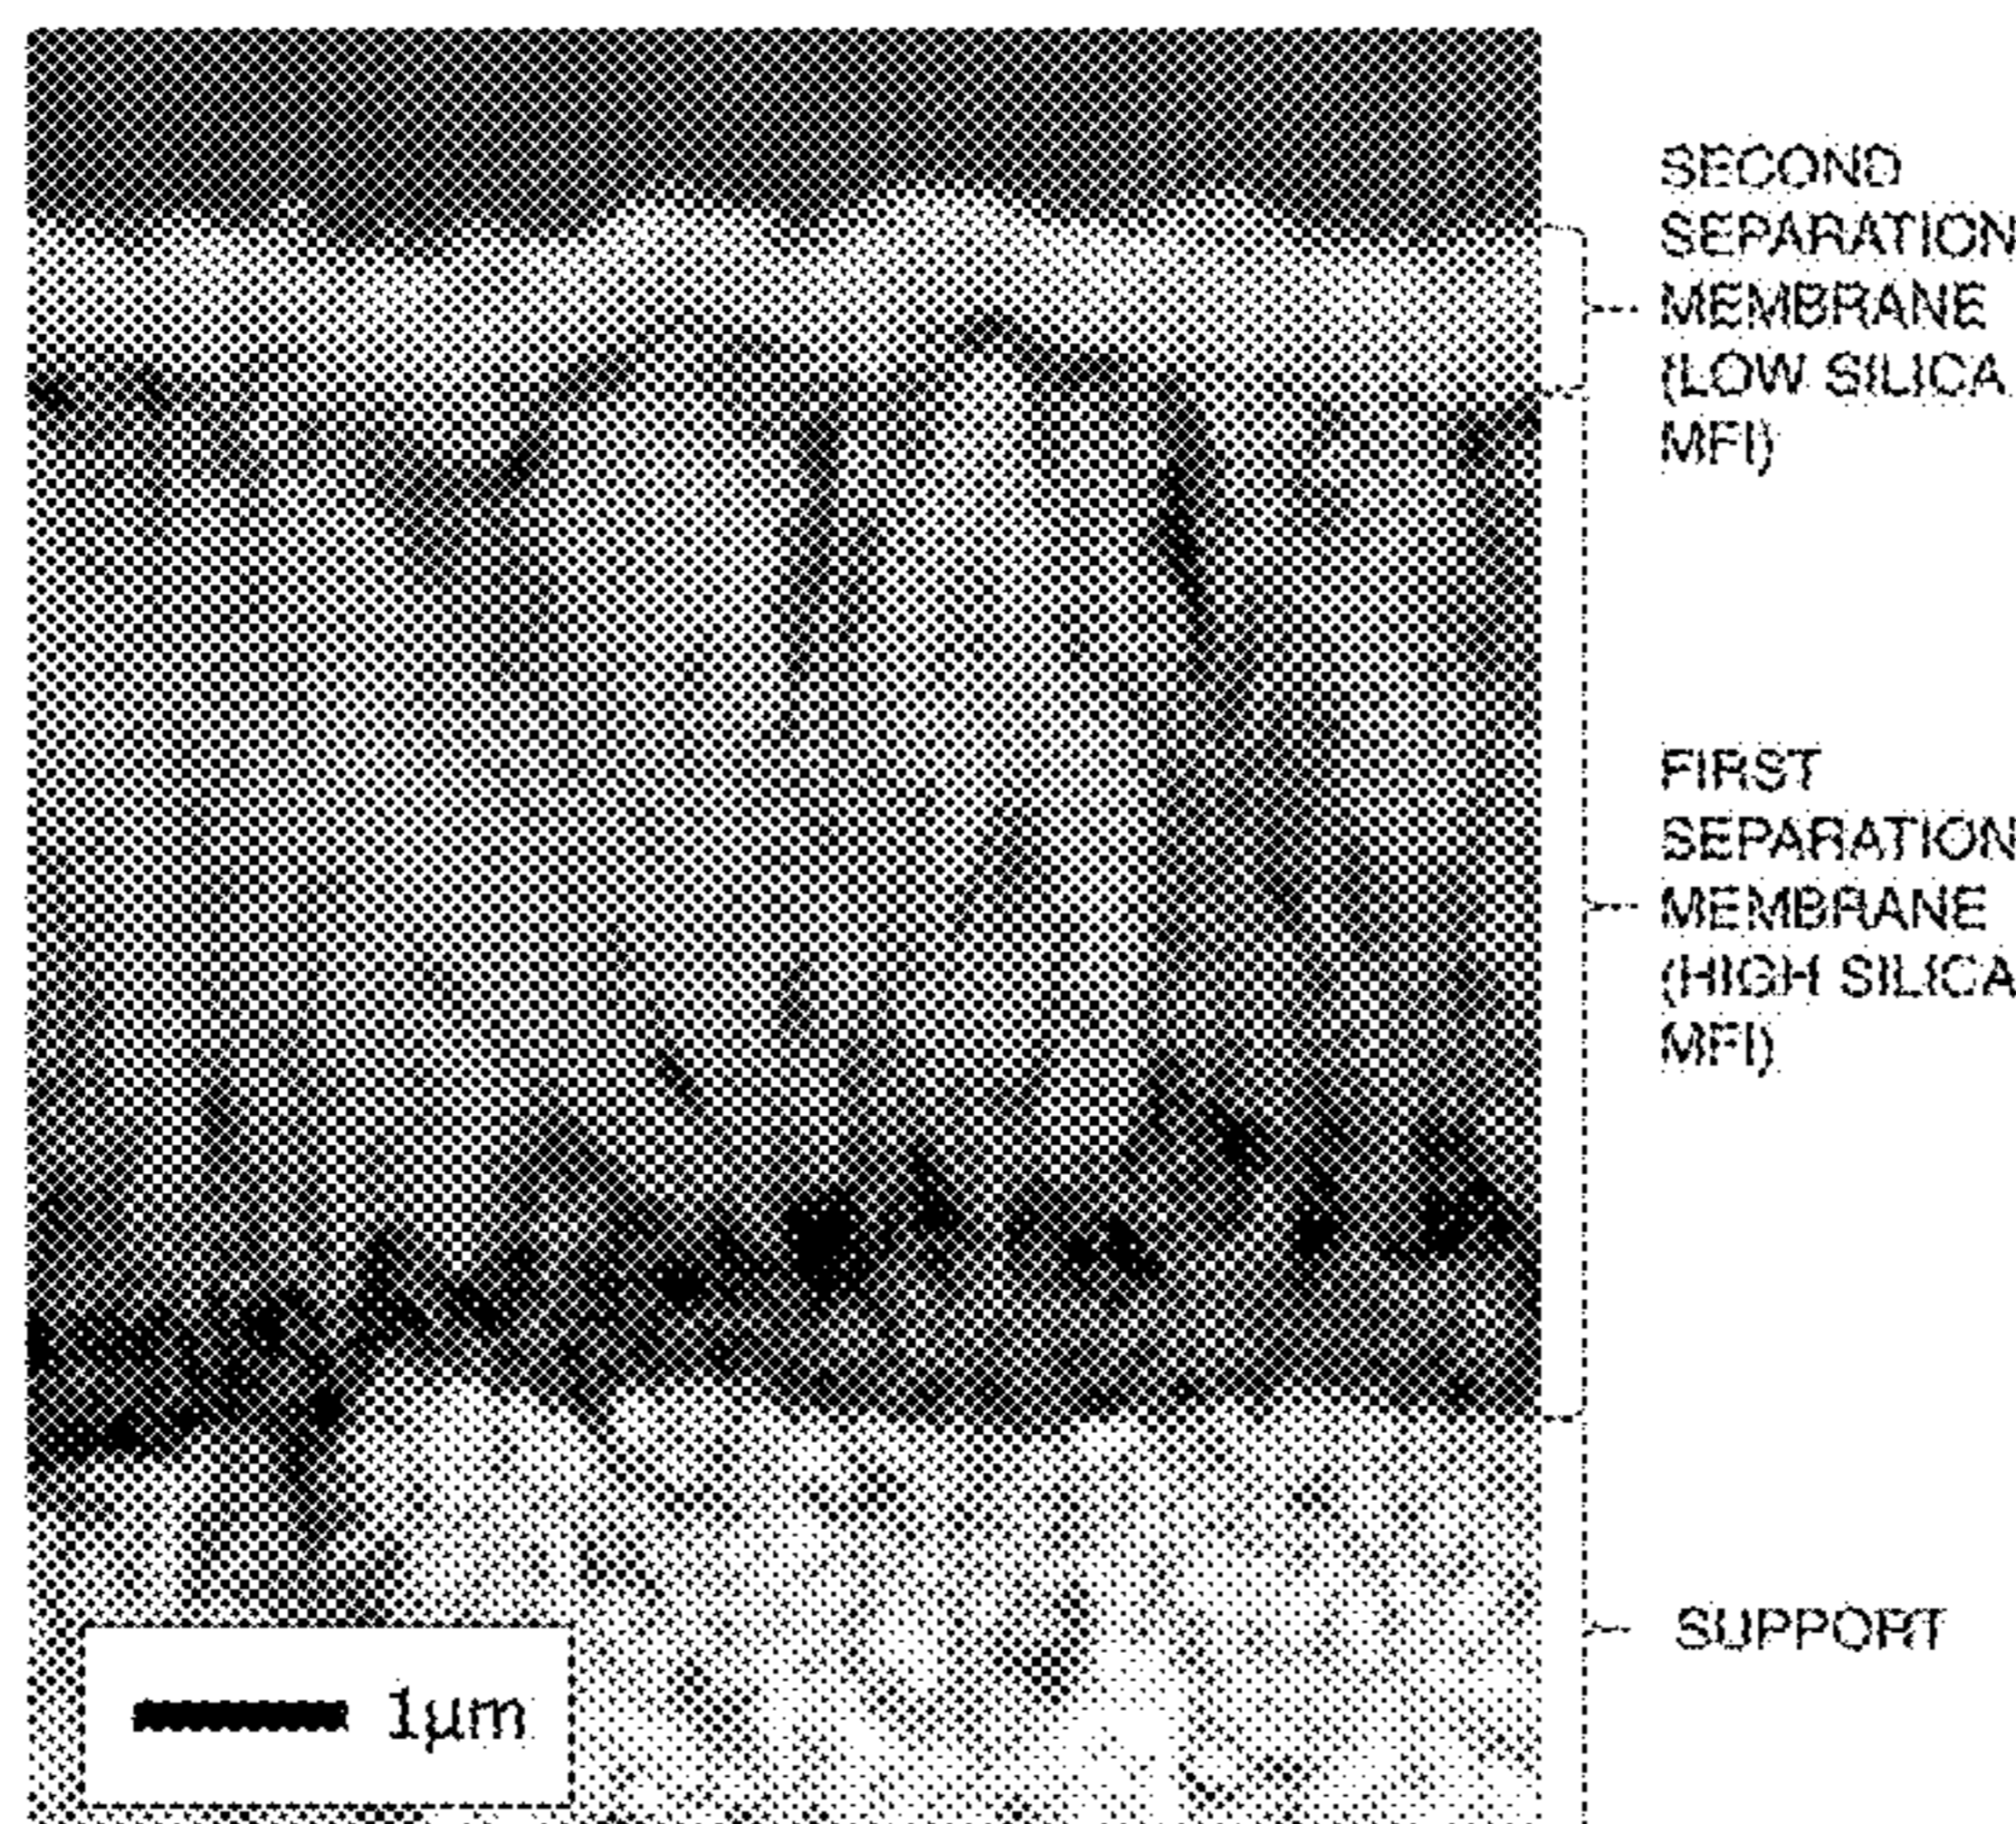 SECOND
SEPARATION
MEMBRANE
(LOW SILICA
MFI)
FIRST
SEPARATION
MEMBRANE
(HIGH SILICA
MFI)
SUPPORT
1μm